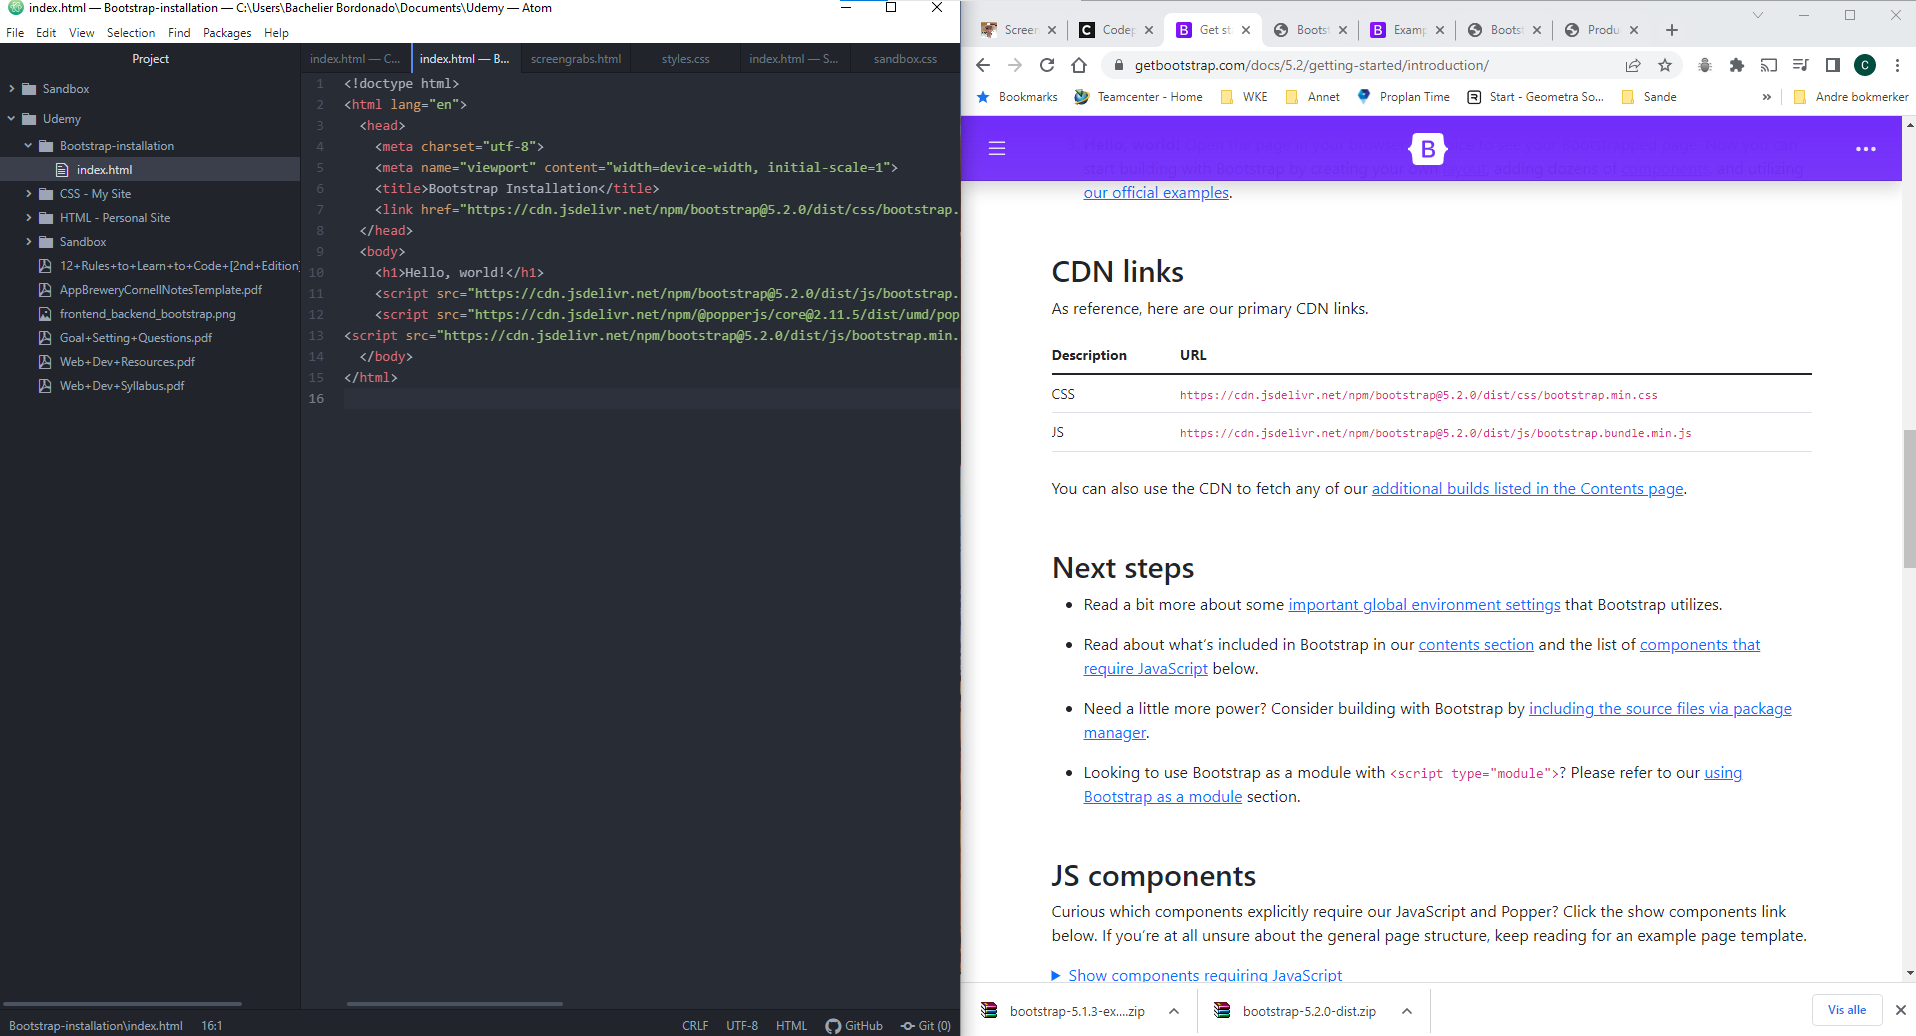 index.html — Bootstrap-installation — C:\Users\Bachelier Bordonado\Documents\Udemy — Atom
File Edit View Selection Find Packages Help
Project
Sandbox
Udemy
Bootstrap-installation
index.html
CSS - My Site
HTML - Personal Site
Sandbox
12+Rules+to+Learn+to+Code+[2nd+Edition]
AppBreweryCornellNotesTemplate.pdf
frontend_backend_bootstrap.png
Goal+Setting+Questions.pdf
Web+Dev+Resources.pdf
Web+Dev+Syllabus.pdf
index.html — C... index.html — B... screengrabs.html styles.css index.html — S... sandbox.css
1 <!doctype html>
2 <html lang="en">
3 <head>
4 <meta charset="utf-8">
5 <meta name="viewport" content="width=device-width, initial-scale=1">
6 <title>Bootstrap Installation</title>
7 <link href="https://cdn.jsdelivr.net/npm/bootstrap@5.2.0/dist/css/bootstrap.
8 </head>
9 <body>
10 <h1>Hello, world!</h1>
11 <script src="https://cdn.jsdelivr.net/npm/bootstrap@5.2.0/dist/js/bootstrap.
12 <script src="https://cdn.jsdelivr.net/npm/@popperjs/core@2.11.5/dist/umd/pop
13 <script src="https://cdn.jsdelivr.net/npm/bootstrap@5.2.0/dist/js/bootstrap.min.
14 </body>
15 </html>
16
Bootstrap-installation\index.html 16:1 CRLF UTF-8 HTML GitHub Git (0)
Screer Codep Get st Boots Examp Boots Produ
getbootstrap.com/docs/5.2/getting-started/introduction/
C
Bookmarks Teamcenter - Home WKE Annet Proplan Time Start - Geometra So... Sande » Andre bokmerker
B
start building with Bootstrap by creating your own layout, adding dozens of components, and utilizing
our official examples.
CDN links
As reference, here are our primary CDN links.
Description URL
CSS https://cdn.jsdelivr.net/npm/bootstrap@5.2.0/dist/css/bootstrap.min.css
JS https://cdn.jsdelivr.net/npm/bootstrap@5.2.0/dist/js/bootstrap.bundle.min.js
You can also use the CDN to fetch any of our additional builds listed in the Contents page.
Next steps
Read a bit more about some important global environment settings that Bootstrap utilizes.
Read about what's included in Bootstrap in our contents section and the list of components that
require JavaScript below.
Need a little more power? Consider building with Bootstrap by including the source files via package
manager.
Looking to use Bootstrap as a module with <script type="module">? Please refer to our using
Bootstrap as a module section.
JS components
Curious which components explicitly require our JavaScript and Popper? Click the show components link
below. If you're at all unsure about the general page structure, keep reading for an example page template.
Show components requiring JavaScript
bootstrap-5.1.3-ex....zip bootstrap-5.2.0-dist.zip Vis alle